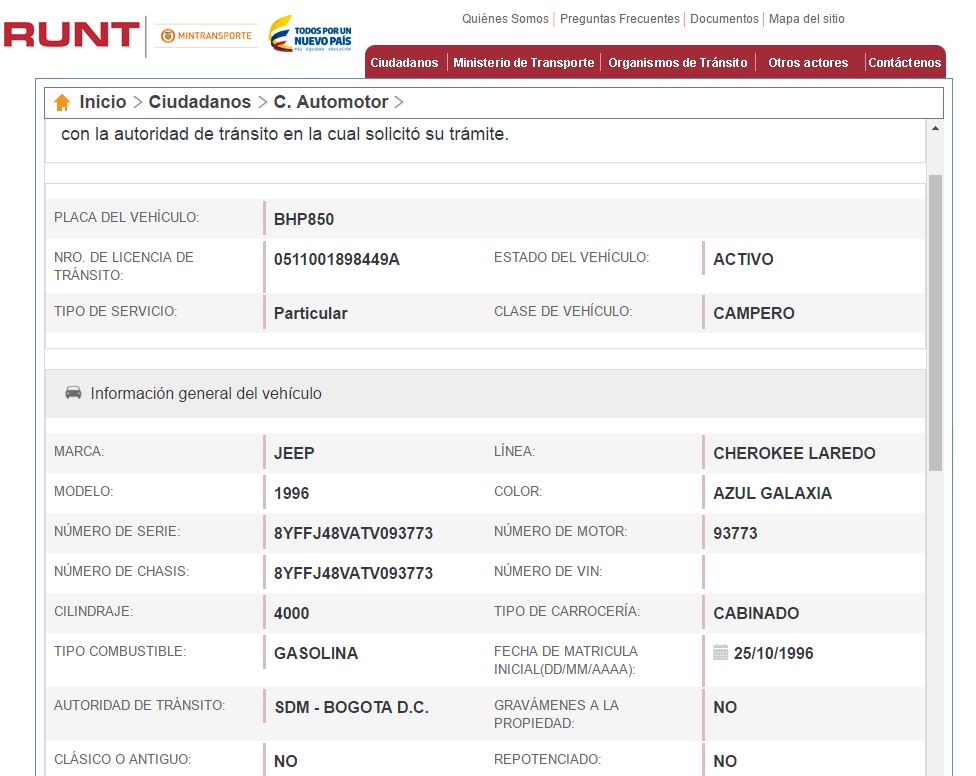 RUNT
MINTRANSPORTE
TODOS POR UN
NUEVO PAÍS
PAZ EQUIDAD EDUCACIÓN
Quiénes Somos | Preguntas Frecuentes | Documentos | Mapa del sitio
Ciudadanos | Ministerio de Transporte | Organismos de Tránsito | Otros actores | Contáctenos
Inicio > Ciudadanos > C. Automotor >
con la autoridad de tránsito en la cual solicitó su trámite.
PLACA DEL VEHÍCULO: BHP850
NRO. DE LICENCIA DE
TRÁNSITO: 0511001898449A ESTADO DEL VEHÍCULO: ACTIVO
TIPO DE SERVICIO: Particular CLASE DE VEHÍCULO: CAMPERO
Información general del vehículo
MARCA: JEEP LÍNEA: CHEROKEE LAREDO
MODELO: 1996 COLOR: AZUL GALAXIA
NÚMERO DE SERIE: 8YFFJ48VATV093773 NÚMERO DE MOTOR: 93773
NÚMERO DE CHASIS: 8YFFJ48VATV093773 NÚMERO DE VIN:
CILINDRAJE: 4000 TIPO DE CARROCERÍA: CABINADO
TIPO COMBUSTIBLE: GASOLINA FECHA DE MATRICULA
INICIAL(DD/MM/AAAA): 25/10/1996
AUTORIDAD DE TRÁNSITO: SDM - BOGOTA D.C. GRAVÁMENES A LA
PROPIEDAD: NO
CLÁSICO O ANTIGUO: NO REPOTENCIADO: NO